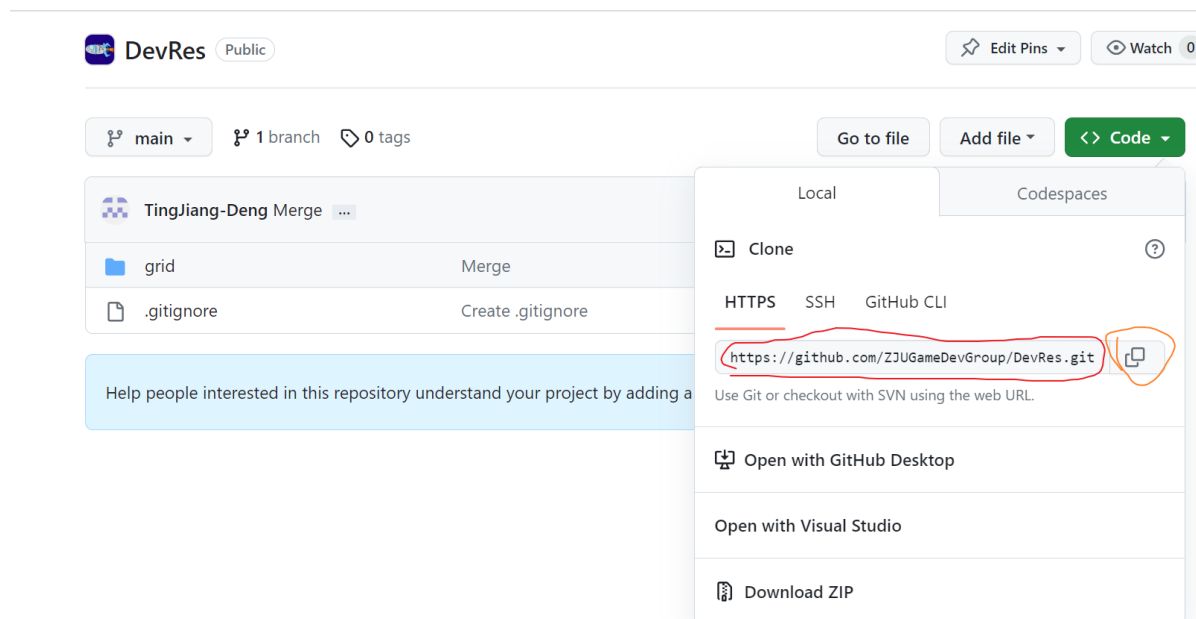 DevRes Public Edit Pins Watch 0
main 1 branch 0 tags Go to file Add file Code
TingJiang-Deng Merge ...
grid Merge
.gitignore Create .gitignore
Help people interested in this repository understand your project by adding a
Local Codespaces
Clone
HTTPS SSH GitHub CLI
https://github.com/ZJUGameDevGroup/DevRes.git
Use Git or checkout with SVN using the web URL.
Open with GitHub Desktop
Open with Visual Studio
Download ZIP